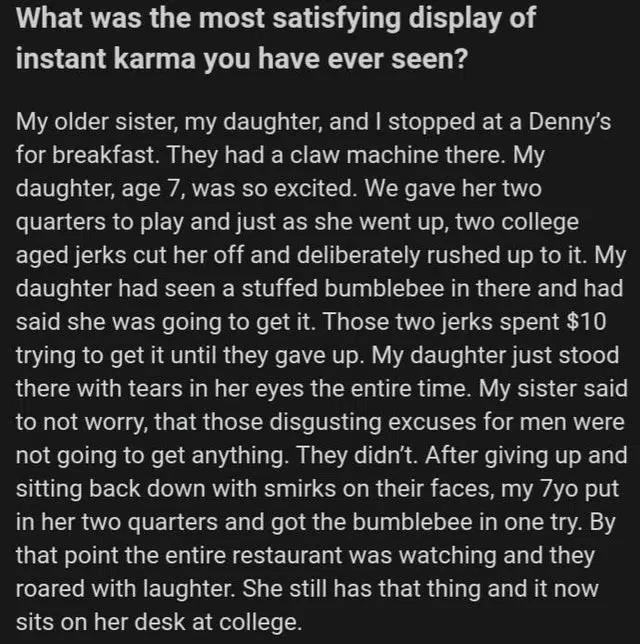 What was the most satisfying display of
instant karma you have ever seen?
My older sister, my daughter, and I stopped at a Denny’s
for breakfast. They had a claw machine there. My
daughter, age 7, was so excited. We gave her two
quarters to play and just as she went up, two college
aged jerks cut her off and deliberately rushed up to it. My
daughter had seen a stuffed bumblebee in there and had
said she was going to get it. Those two jerks spent $10
trying to get it until they gave up. My daughter just stood
there with tears in her eyes the entire time. My sister said
to not worry, that those disgusting excuses for men were
not going to get anything. They didn’t. After giving up and
sitting back down with smirks on their faces, my 7yo put
in her two quarters and got the bumblebee in one try. By
that point the entire restaurant was watching and they
roared with laughter. She still has that thing and it now
sits on her desk at college.